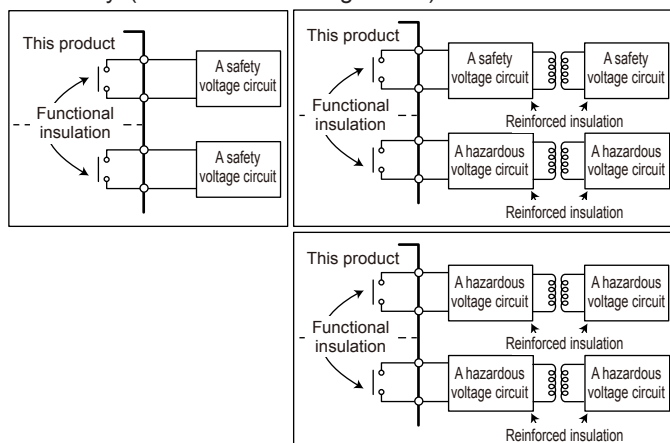 This product
A safety
voltage circuit
Functional
insulation
A safety
voltage circuit
This product
A safety
voltage circuit
A safety
voltage circuit
Reinforced insulation
Functional
insulation
A hazardous
voltage circuit
A hazardous
voltage circuit
Reinforced insulation
This product
A hazardous
voltage circuit
A hazardous
voltage circuit
Reinforced insulation
Functional
insulation
A hazardous
voltage circuit
A hazardous
voltage circuit
Reinforced insulation